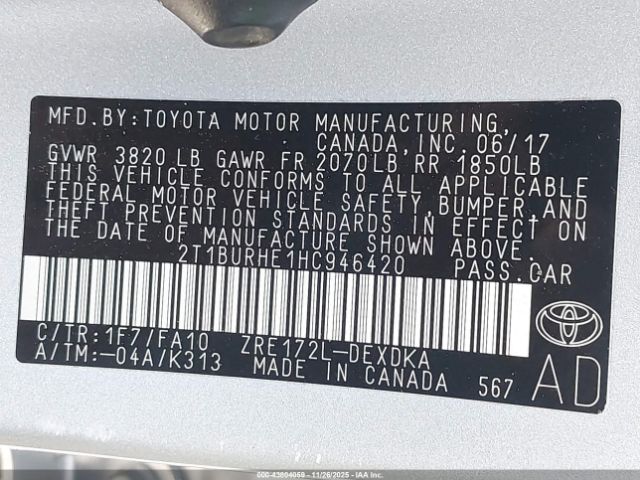 MFD.BY:TOYOTA MOTOR MANUFACTURING,
CANADA, INC. 06/17
GVWR 3820 LB GAWR FR 2070LB RR 1850LB
THIS VEHICLE CONFORMS TO ALL APPLICABLE
FEDERAL MOTOR VEHICLE SAFETY, BUMPER, AND
THEFT PREVENTION STANDARDS IN EFFECT ON
THE DATE OF MANUFACTURE SHOWN ABOVE.
2T1BURHE1HC946420 PASS.CAR
C/TR:1F7/FA10 ZRE172L-DEXDKA
A/TM:-04A/K313 MADE IN CANADA 567 AD
000-43804059 - 11/26/2025 - IAAI